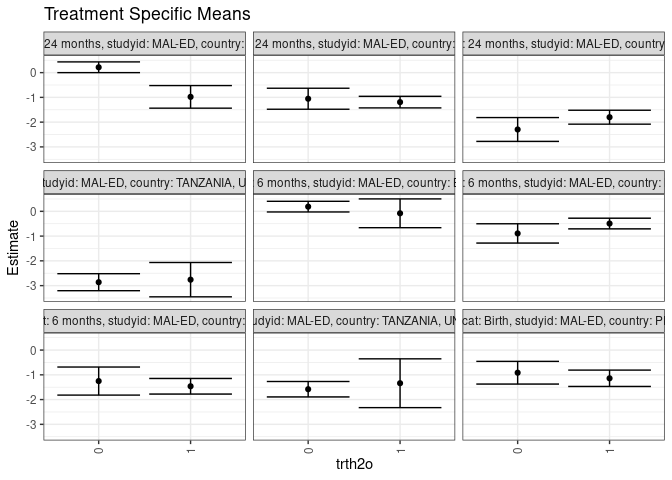 Treatment Specific Means
24 months, studyid: MAL-ED, country:
24 months, studyid: MAL-ED, country:
: 24 months, studyid: MAL-ED, country
0
-1
-2
-3
tudyid: MAL-ED, country: TANZANIA, U
6 months, studyid: MAL-ED, country:
: 6 months, studyid: MAL-ED, country:
0
-1
-2
-3
Estimate
t: 6 months, studyid: MAL-ED, country:
udyid: MAL-ED, country: TANZANIA, UN
cat: Birth, studyid: MAL-ED, country: P
0
-1
-2
-3
0 1 0 1 0 1
trth2o